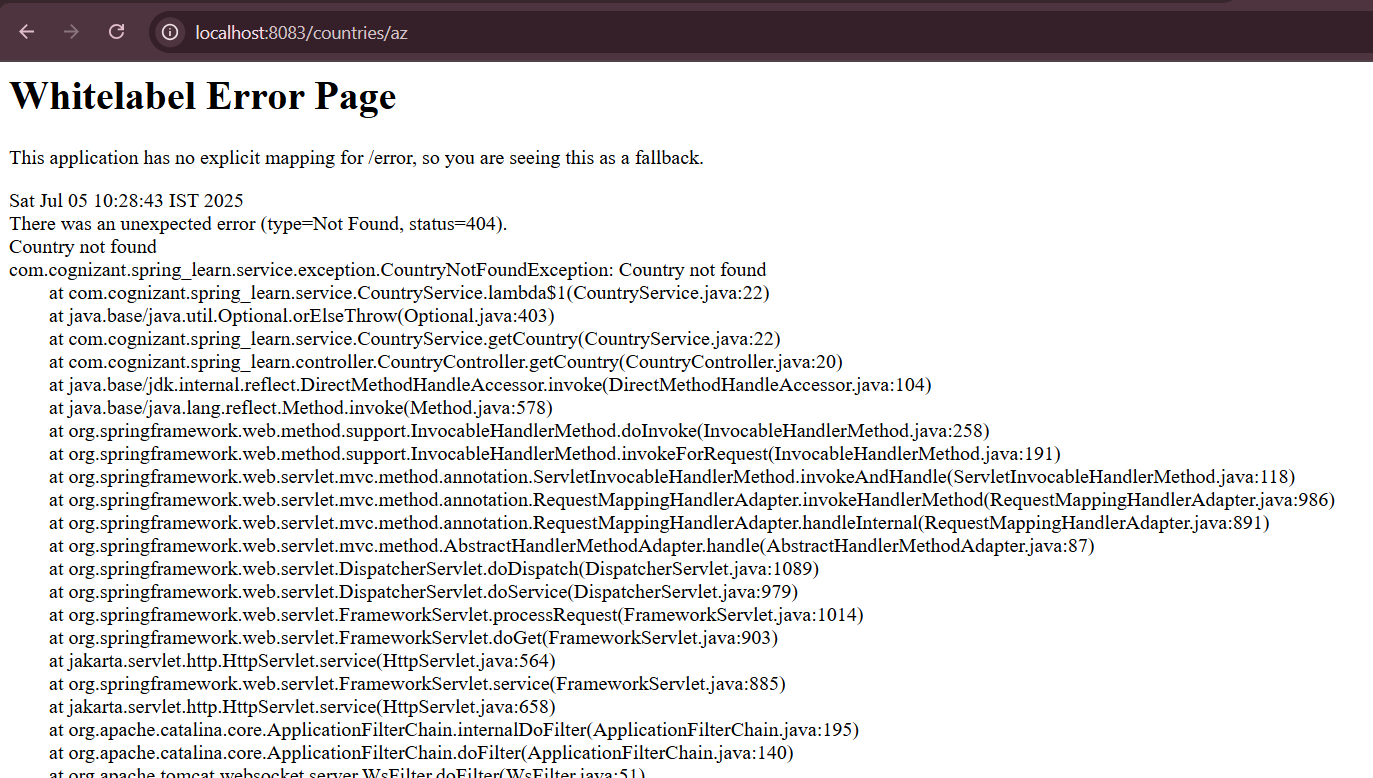 localhost:8083/countries/az
Whitelabel Error Page
This application has no explicit mapping for /error, so you are seeing this as a fallback.
Sat Jul 05 10:28:43 IST 2025
There was an unexpected error (type=Not Found, status=404).
Country not found
com.cognizant.spring_learn.service.exception.CountryNotFoundException: Country not found
at com.cognizant.spring_learn.service.CountryService.lambda$1(CountryService.java:22)
at java.base/java.util.Optional.orElseThrow(Optional.java:403)
at com.cognizant.spring_learn.service.CountryService.getCountry(CountryService.java:22)
at com.cognizant.spring_learn.controller.CountryController.getCountry(CountryController.java:20)
at java.base/jdk.internal.reflect.DirectMethodHandleAccessor.invoke(DirectMethodHandleAccessor.java:104)
at java.base/java.lang.reflect.Method.invoke(Method.java:578)
at org.springframework.web.method.support.InvocableHandlerMethod.doInvoke(InvocableHandlerMethod.java:258)
at org.springframework.web.method.support.InvocableHandlerMethod.invokeForRequest(InvocableHandlerMethod.java:191)
at org.springframework.web.servlet.mvc.method.annotation.ServletInvocableHandlerMethod.invokeAndHandle(ServletInvocableHandlerMethod.java:118)
at org.springframework.web.servlet.mvc.method.annotation.RequestMappingHandlerAdapter.invokeHandlerMethod(RequestMappingHandlerAdapter.java:986)
at org.springframework.web.servlet.mvc.method.annotation.RequestMappingHandlerAdapter.handleInternal(RequestMappingHandlerAdapter.java:891)
at org.springframework.web.servlet.mvc.method.AbstractHandlerMethodAdapter.handle(AbstractHandlerMethodAdapter.java:87)
at org.springframework.web.servlet.DispatcherServlet.doDispatch(DispatcherServlet.java:1089)
at org.springframework.web.servlet.DispatcherServlet.doService(DispatcherServlet.java:979)
at org.springframework.web.servlet.FrameworkServlet.processRequest(FrameworkServlet.java:1014)
at org.springframework.web.servlet.FrameworkServlet.doGet(FrameworkServlet.java:903)
at jakarta.servlet.http.HttpServlet.service(HttpServlet.java:564)
at org.springframework.web.servlet.FrameworkServlet.service(FrameworkServlet.java:885)
at jakarta.servlet.http.HttpServlet.service(HttpServlet.java:658)
at org.apache.catalina.core.ApplicationFilterChain.internalDoFilter(ApplicationFilterChain.java:195)
at org.apache.catalina.core.ApplicationFilterChain.doFilter(ApplicationFilterChain.java:140)
at org.apache.tomcat.websocket.server.WsFilter.doFilter(WsFilter.java:51)